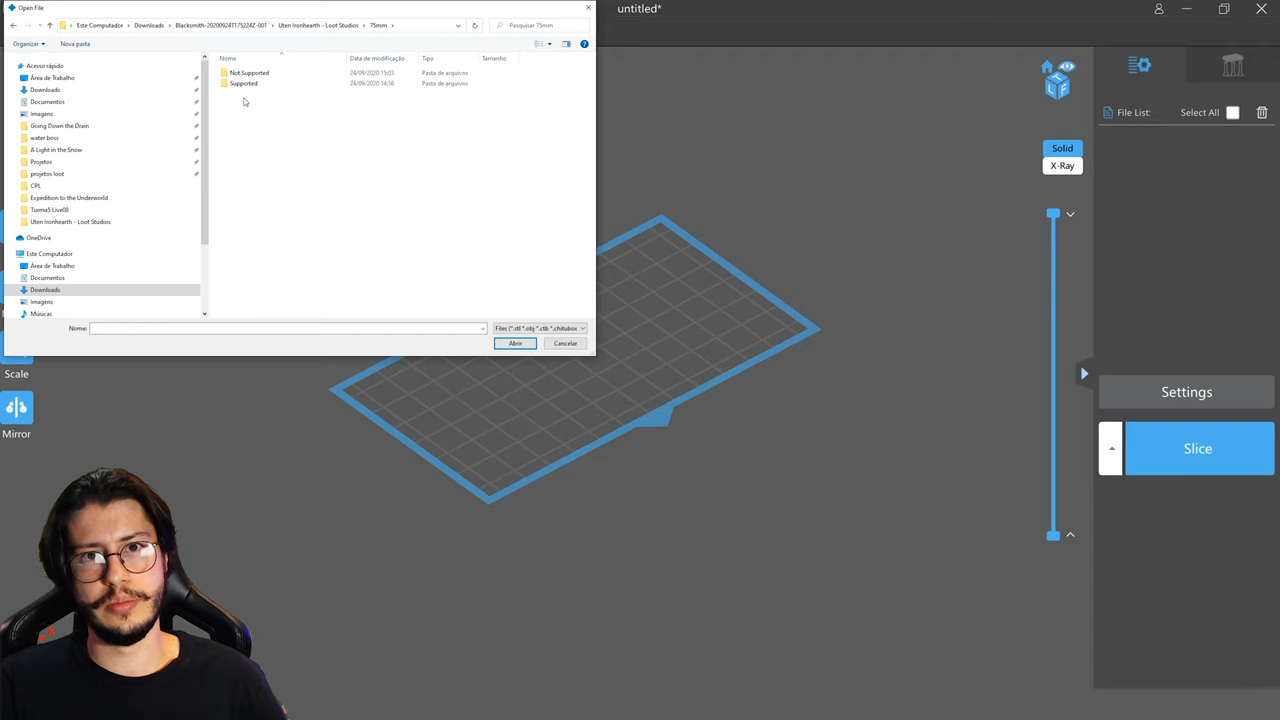 Open File
untitled*
Este Computador > Downloads > Blacksmith-20200924T175224Z-001 > Uten Ironhearth - Loot Studios > 75mm >
Pesquisar 75mm
Organizar
Nova pasta
Acesso rápido
Área de Trabalho
Downloads
Documentos
Imagens
Going Down the Drain
water boss
A Light in the Snow
Projetos
projetos loot
CPL
Expedition to the Underworld
Turma5 Live08
Uten Ironhearth - Loot Studios
OneDrive
Este Computador
Área de Trabalho
Downloads
Documentos
Imagens
Músicas
Nome Data de modificação Tipo Tamanho
Not Supported 24/09/2020 15:03 Pasta de arquivos
Supported 24/09/2020 14:56 Pasta de arquivos
Nome:
Files (*.stl *.obj *.ctb *.chitubox
Abrir
Cancelar
T
L
F
File List:
Select All
Solid
X-Ray
Scale
Mirror
Settings
Slice